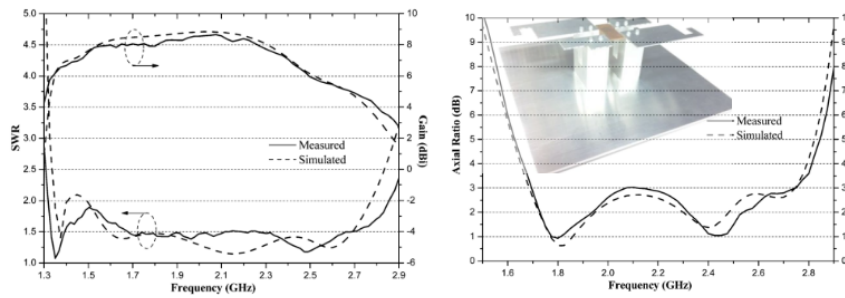 5.0
4.5
4.0
3.5
3.0
2.5
2.0
1.5
1.0
SWR
10
8
6
4
2
0
-2
-4
-6
Gain (dBi)
Measured
Simulated
1.3 1.5 1.7 1.9 2.1 2.3 2.5 2.7 2.9
Frequency (GHz)
10
9
8
7
6
5
4
3
2
1
0
Axial Ratio (dB)
Measured
Simulated
1.6 1.8 2.0 2.2 2.4 2.6 2.8
Frequency (GHz)